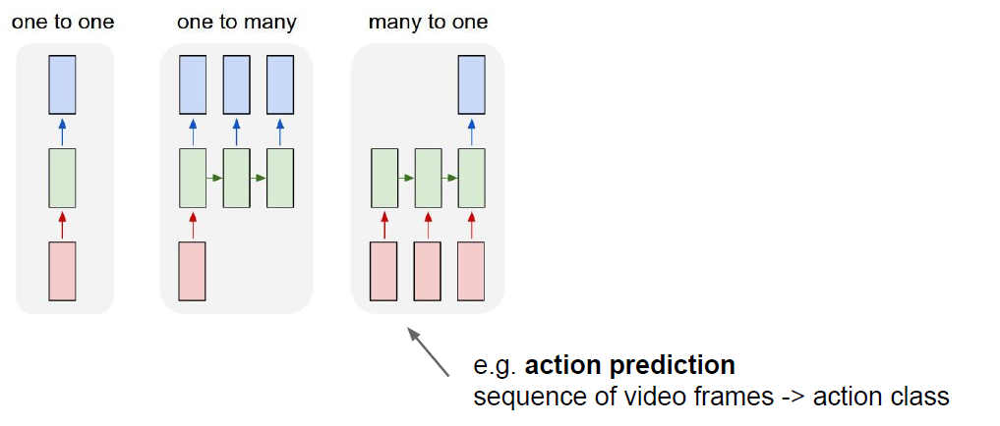 one to one
one to many
many to one
e.g. action prediction
sequence of video frames -> action class